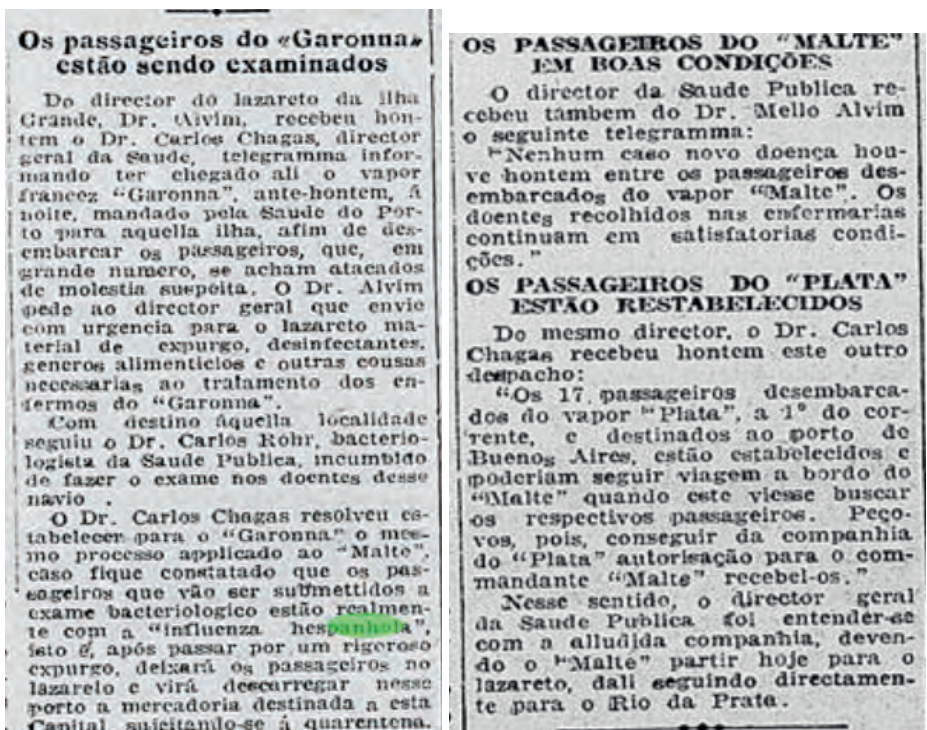 Os passageiros do «Garonna»
estão sendo examinados
Do director do lazareto da ilha
Grande, Dr. Alvim, recebeu hon-
tem o Dr. Carlos Chagas, director
geral da Saude, telegramma infor-
mando ter chegado ali o vapor
francez "Garonna", ante-hontem, á
noite, mandado pela Saude do Por-
to para aquella ilha, afim de des-
embarcar os passageiros, que, em
grande numero, se acham atacados
de molestia suspeita. O Dr. Alvim
pede ao director geral que envie
com urgencia para o lazareto ma-
terial de expurgo, desinfectantes,
generos alimenticios e outras cousas
necessarias ao tratamento dos en-
fermos do "Garonna".
Com destino áquella localidade
seguiu o Dr. Carlos Rohr, bacterio-
logista da Saude Publica, incumbido
de fazer o exame nos doentes desse
navio .
O Dr. Carlos Chagas resolveu es-
tabelecer para o "Garonna" o mes-
mo processo applicado ao "Malte",
caso fique constatado que os pas-
sageiros que vão ser submettidos a
exame bacteriologico estão realmen-
te com a "influenza hespanhola",
isto é, após passar por um rigoroso
expurgo, deixará os passageiros no
lazareto e virá descarregar nesse
porto a mercadoria destinada a esta
Capital, sujeitando-se á quarentena.
OS PASSAGEIROS DO "MALTE"
EM BOAS CONDIÇÕES
O director da Saude Publica re-
cebeu tambem do Dr. Mello Alvim
o seguinte telegramma:
"Nenhum caso novo doença hou-
ve hontem entre os passageiros des-
embarcados do vapor "Malte". Os
doentes recolhidos nas enfermarias
continuam em satisfatorias condi-
ções."
OS PASSAGEIROS DO "PLATA"
ESTÃO RESTABELECIDOS
Do mesmo director, o Dr. Carlos
Chagas recebeu hontem este outro
despacho:
"Os 17 passageiros desembarca-
dos do vapor "Plata", a 1º do cor-
rente, e destinados ao porto de
Buenos Aires, estão estabelecidos e
poderiam seguir viagem a bordo do
"Malte" quando este viesse buscar
os respectivos passageiros. Peço-
vos, pois, conseguir da companhia
do "Plata" autorisação para o com-
mandante "Malte" recebel-os."
Nesse sentido, o director geral
da Saude Publica foi entender-se
com a alludida companhia, deven-
do o "Malte" partir hoje para o
lazareto, dali seguindo directamen-
te para o Rio da Prata.